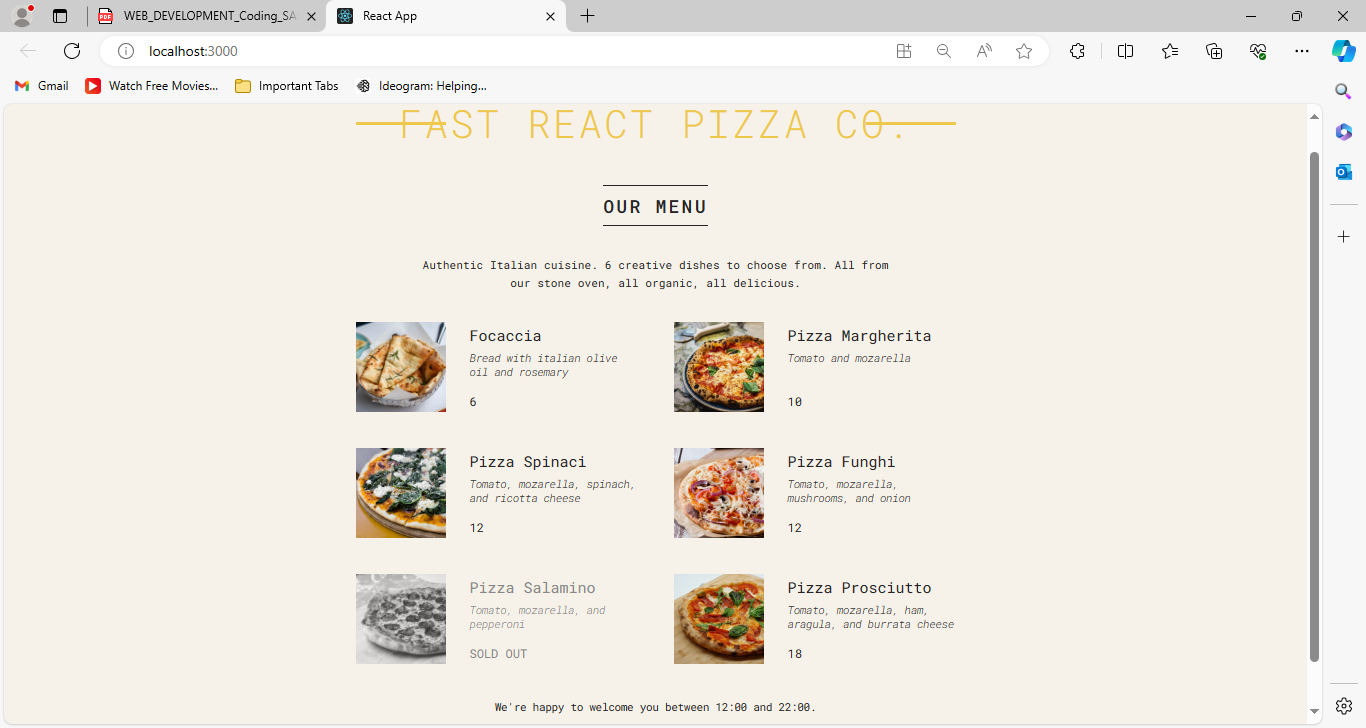 WEB_DEVELOPMENT_Coding_SA
React App
localhost:3000
Gmail
Watch Free Movies...
Important Tabs
Ideogram: Helping...
FAST REACT PIZZA CO.
OUR MENU
Authentic Italian cuisine. 6 creative dishes to choose from. All from
our stone oven, all organic, all delicious.
Focaccia
Bread with italian olive
oil and rosemary
6
Pizza Margherita
Tomato and mozarella
10
Pizza Spinaci
Tomato, mozarella, spinach,
and ricotta cheese
12
Pizza Funghi
Tomato, mozarella,
mushrooms, and onion
12
Pizza Salamino
Tomato, mozarella, and
pepperoni
SOLD OUT
Pizza Prosciutto
Tomato, mozarella, ham,
aragula, and burrata cheese
18
We're happy to welcome you between 12:00 and 22:00.